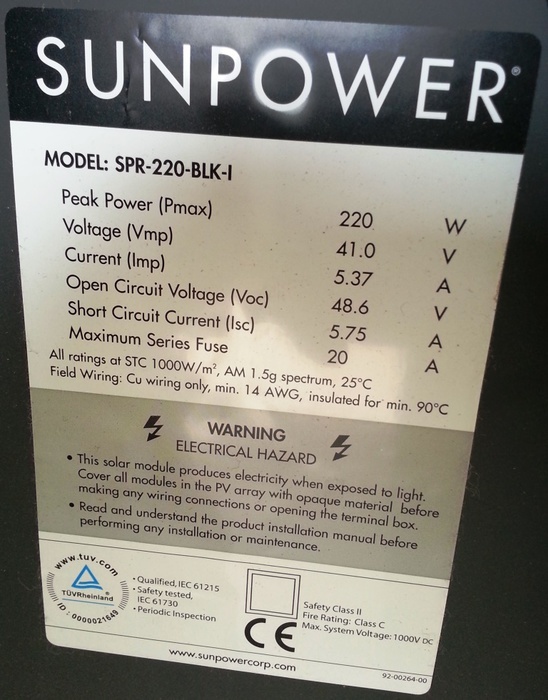 SUNPOWER®
MODEL: SPR-220-BLK-I
Peak Power (Pmax) 220 W
Voltage (Vmp) 41.0 V
Current (Imp) 5.37 A
Open Circuit Voltage (Voc) 48.6 V
Short Circuit Current (Isc) 5.75 A
Maximum Series Fuse 20 A
All ratings at STC 1000W/m², AM 1.5g spectrum, 25°C
Field Wiring: Cu wiring only, min. 14 AWG, insulated for min. 90°C
WARNING
ELECTRICAL HAZARD
• This solar module produces electricity when exposed to light.
Cover all modules in the PV array with opaque material before
making any wiring connections or opening the terminal box.
• Read and understand the product installation manual before
performing any installation or maintenance.
www.tuv.com
TÜVRheinland®
ID: 0000021649
• Qualified, IEC 61215
• Safety tested,
IEC 61730
• Periodic Inspection
CE
Safety Class II
Fire Rating: Class C
Max. System Voltage: 1000V DC
www.sunpowercorp.com
92-00264-00